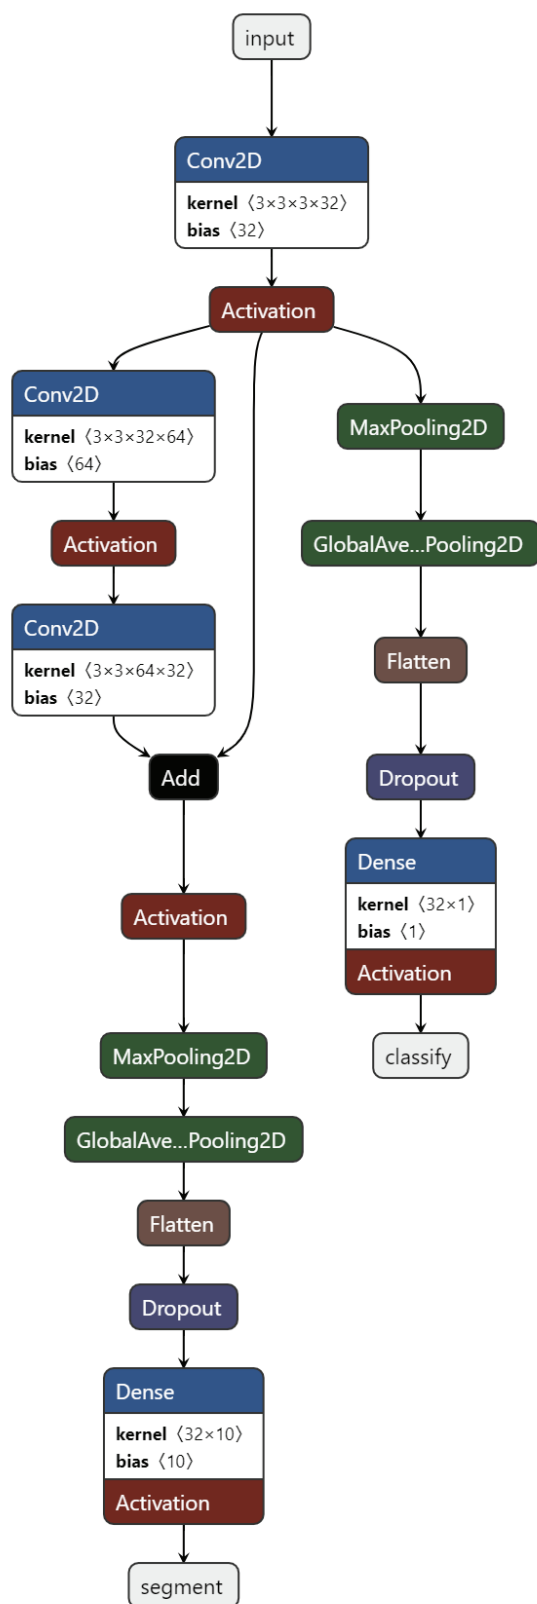 input
Conv2D
kernel 〈3×3×3×32〉
bias 〈32〉
Activation
Conv2D
kernel 〈3×3×32×64〉
bias 〈64〉
Activation
Conv2D
kernel 〈3×3×64×32〉
bias 〈32〉
Add
Activation
MaxPooling2D
GlobalAve...Pooling2D
Flatten
Dropout
Dense
kernel 〈32×10〉
bias 〈10〉
Activation
segment
MaxPooling2D
GlobalAve...Pooling2D
Flatten
Dropout
Dense
kernel 〈32×1〉
bias 〈1〉
Activation
classify